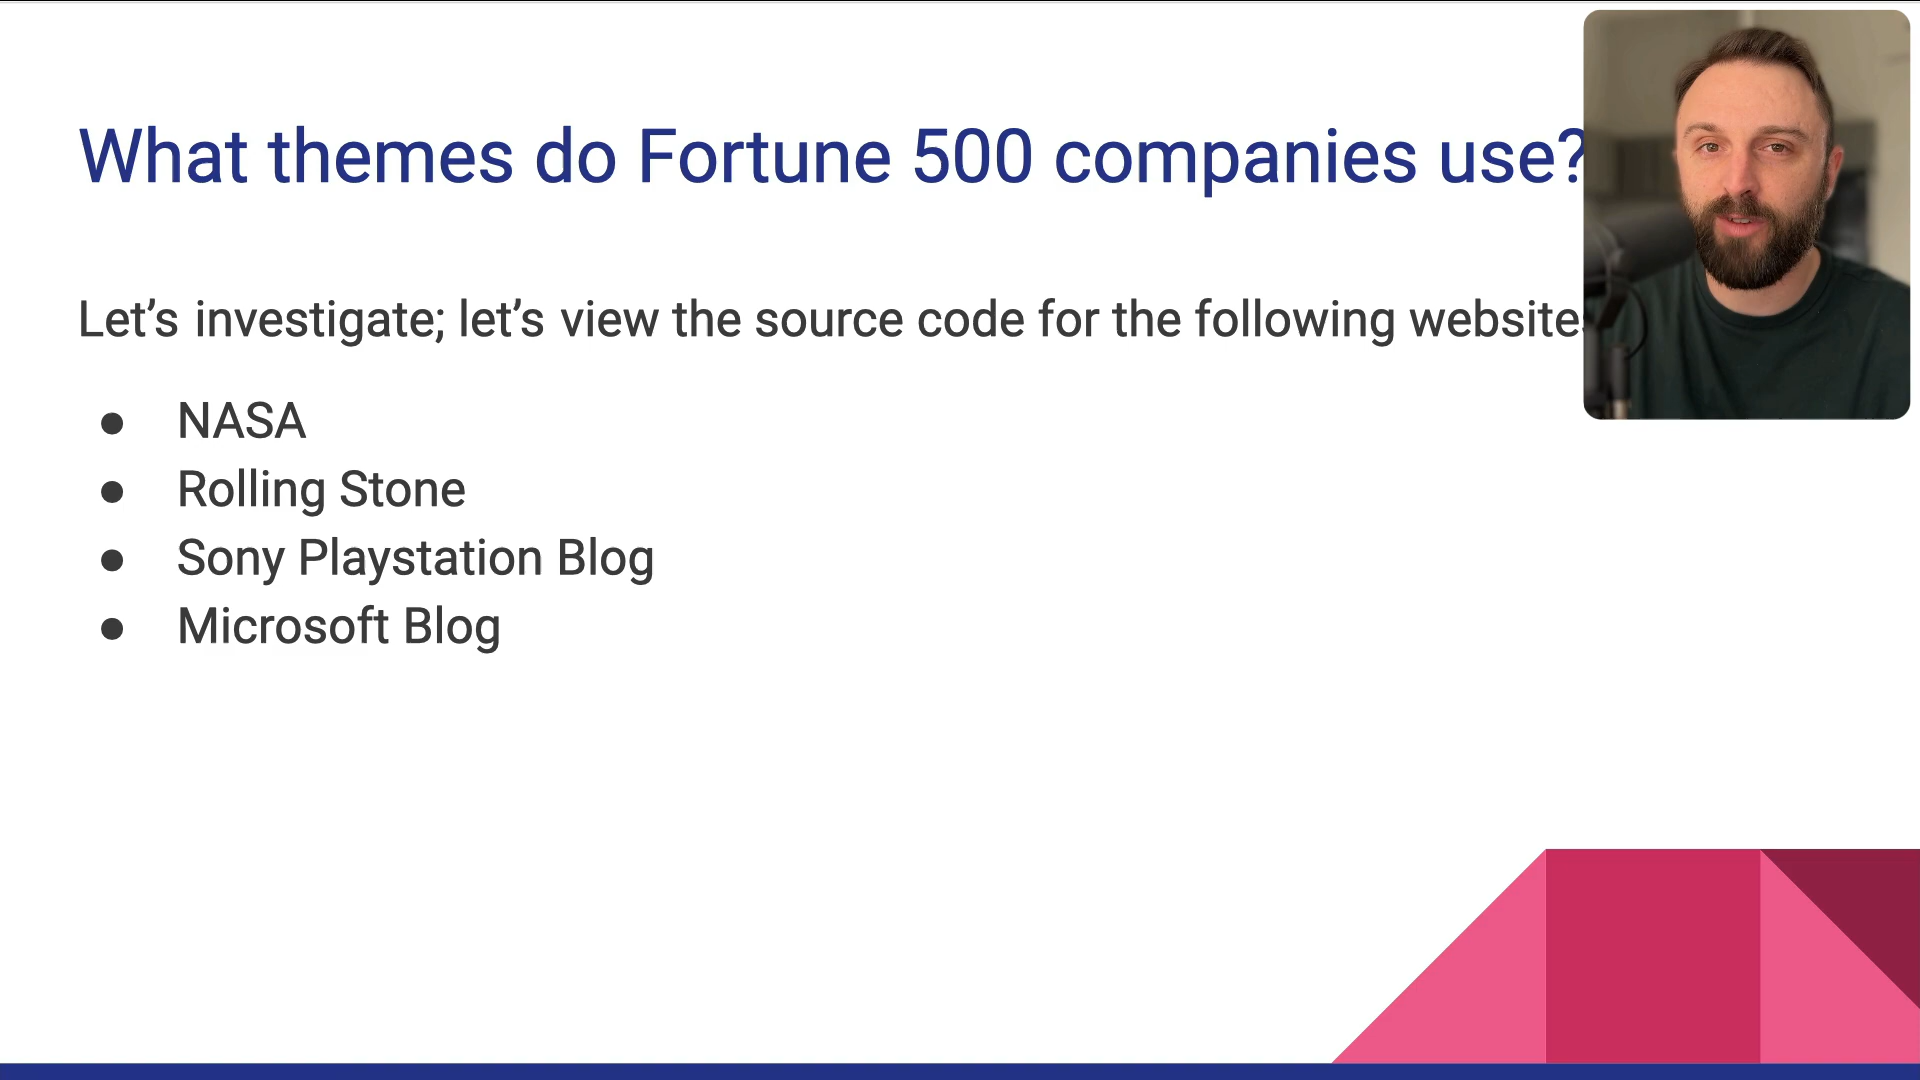 What themes do Fortune 500 companies use?
Let’s investigate; let’s view the source code for the following website
● NASA
● Rolling Stone
● Sony Playstation Blog
● Microsoft Blog